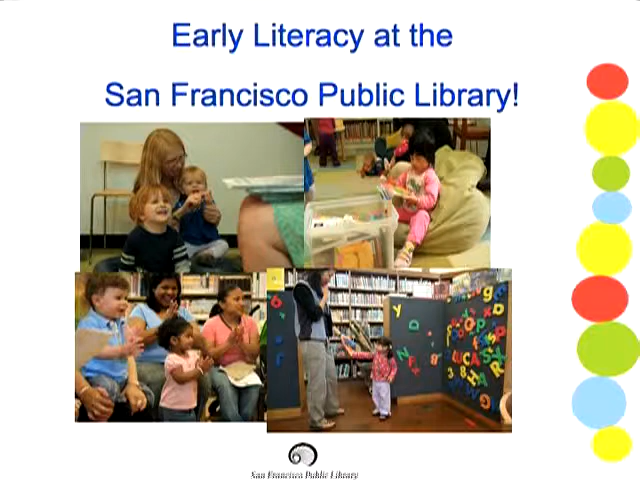 Early Literacy at the
San Francisco Public Library!
San Francisco Public Library